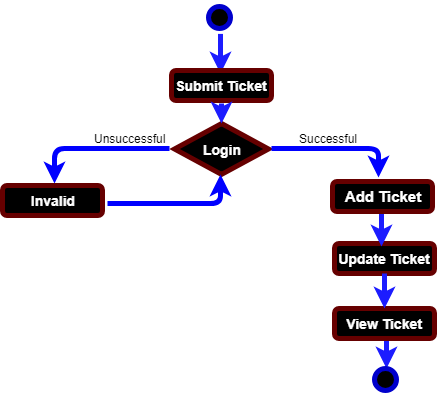 Submit Ticket
Unsuccessful
Successful
Login
Invalid
Add Ticket
Update Ticket
View Ticket